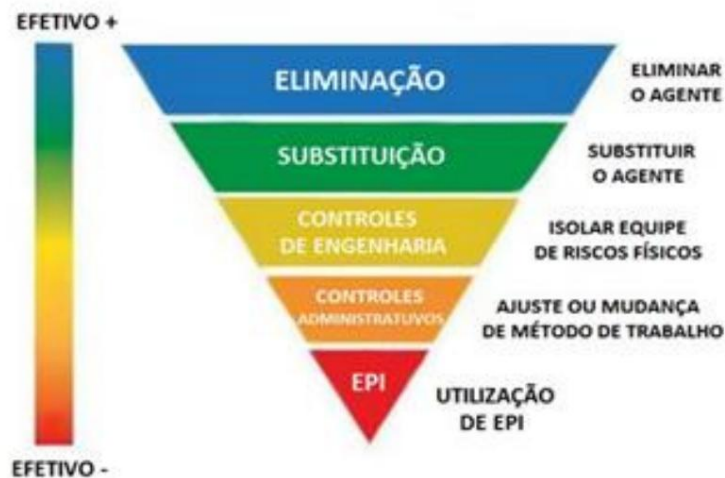 EFETIVO +
ELIMINAÇÃO
ELIMINAR
O AGENTE
SUBSTITUIÇÃO
SUBSTITUIR
O AGENTE
CONTROLES
DE ENGENHARIA
ISOLAR EQUIPE
DE RISCOS FÍSICOS
CONTROLES
ADMINISTRATUVOS
AJUSTE OU MUDANÇA
DE MÉTODO DE TRABALHO
EPI
UTILIZAÇÃO
DE EPI
EFETIVO -